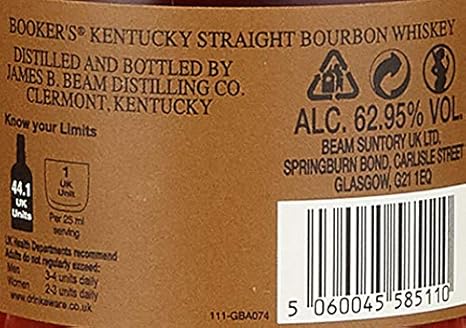 BOOKER'S® KENTUCKY STRAIGHT BOURBON WHISKEY
DISTILLED AND BOTTLED BY
JAMES B. BEAM DISTILLING CO.
CLERMONT, KENTUCKY
Know your Limits
44.1
UK
Units
1
UK
Unit
Per 25 ml
serving
UK Health Departments recommend
Adults do not regularly exceed:
Men 3-4 units daily
Women 2-3 units daily
www.drinkaware.co.uk
111-GBA074
ALC. 62,95% VOL.
BEAM SUNTORY UK LTD,
SPRINGBURN BOND, CARLISLE STREET
GLASGOW, G21 1EQ
5 060045 585110